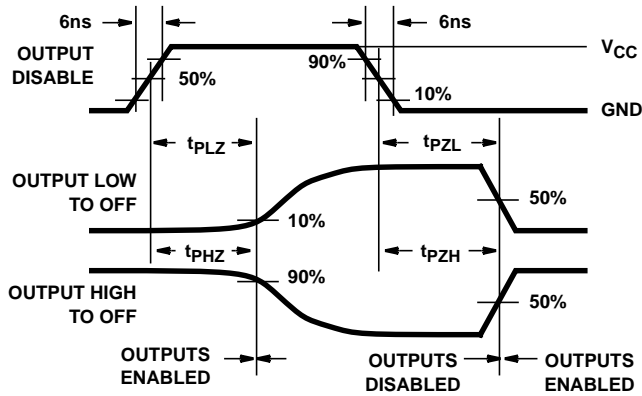 6ns
6ns
OUTPUT
DISABLE
50%
90%
10%
VCC
GND
tPLZ
tPZL
OUTPUT LOW
TO OFF
10%
50%
tPHZ
tPZH
OUTPUT HIGH
TO OFF
90%
50%
OUTPUTS
ENABLED
OUTPUTS
DISABLED
OUTPUTS
ENABLED